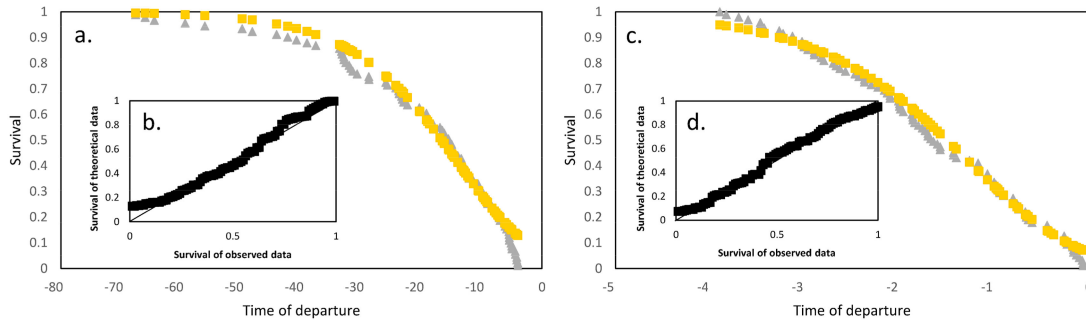 a.
Survival
1
0.9
0.8
0.7
0.6
0.5
0.4
0.3
0.2
0.1
0
-80 -70 -60 -50 -40 -30 -20 -10 0
Time of departure
b.
Survival of theoretical data
1
0.8
0.6
0.4
0.2
0
0 0.5 1
Survival of observed data
c.
Survival
1
0.9
0.8
0.7
0.6
0.5
0.4
0.3
0.2
0.1
0
-5 -4 -3 -2 -1
Time of departure
d.
Survival of theoretical data
1
0.8
0.6
0.4
0.2
0
0 0.5 1
Survival of observed data